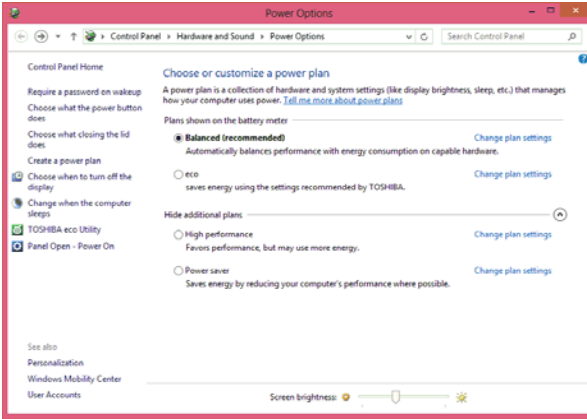 Power Options
Control Panel ▸ Hardware and Sound ▸ Power Options
Search Control Panel
Control Panel Home
Require a password on wakeup
Choose what the power button
does
Choose what closing the lid
does
Create a power plan
Choose when to turn off the
display
Change when the computer
sleeps
TOSHIBA eco Utility
Panel Open - Power On
See also
Personalization
Windows Mobility Center
User Accounts
Choose or customize a power plan
A power plan is a collection of hardware and system settings (like display brightness, sleep, etc.) that manages
how your computer uses power. Tell me more about power plans
Plans shown on the battery meter
Balanced (recommended) Change plan settings
Automatically balances performance with energy consumption on capable hardware.
eco Change plan settings
saves energy using the settings recommended by TOSHIBA.
Hide additional plans
High performance Change plan settings
Favors performance, but may use more energy.
Power saver Change plan settings
Saves energy by reducing your computer's performance where possible.
Screen brightness: